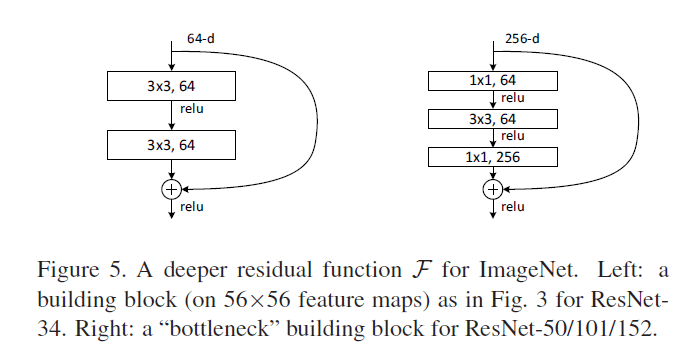 64-d
3x3, 64
relu
3x3, 64
+
relu
256-d
1x1, 64
relu
3x3, 64
relu
1x1, 256
+
relu
Figure 5. A deeper residual function F for ImageNet. Left: a
building block (on 56×56 feature maps) as in Fig. 3 for ResNet-
34. Right: a “bottleneck” building block for ResNet-50/101/152.